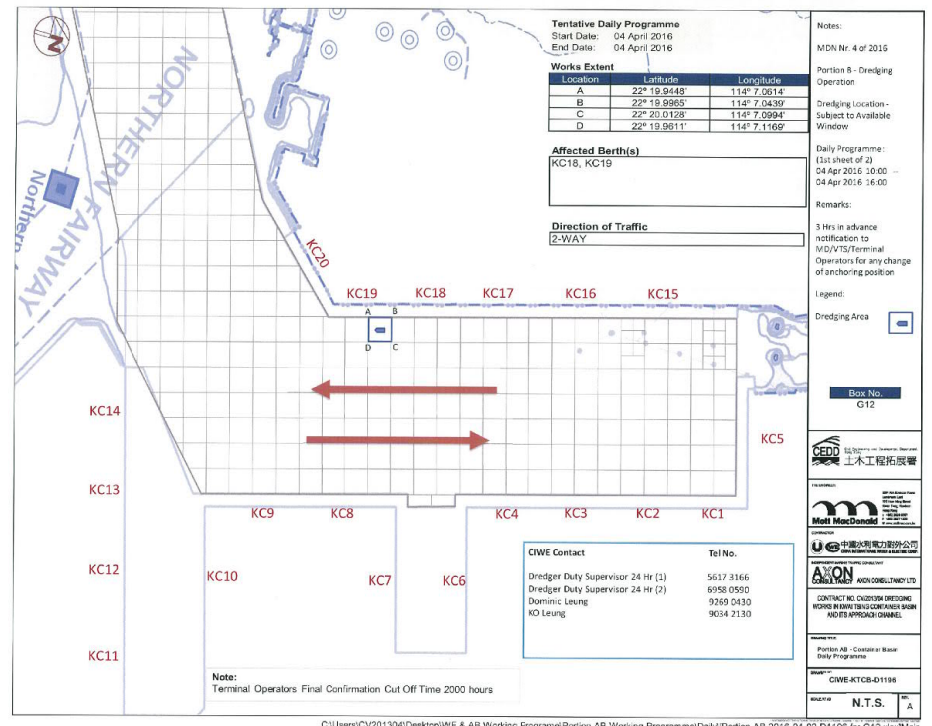 Tentative Daily Programme
Start Date: 04 April 2016
End Date: 04 April 2016
Works Extent
Location Latitude Longitude
A 22° 19.9448' 114° 7.0614'
B 22° 19.9965' 114° 7.0439'
C 22° 20.0128' 114° 7.0994'
D 22° 19.9611' 114° 7.1169'
Affected Berth(s)
KC18, KC19
Direction of Traffic
2-WAY
N
NORTHERN FAIRWAY
Northern
KC20
KC19 KC18 KC17 KC16 KC15
A B
D C
KC14
KC13
KC12
KC11
KC5
KC9 KC8 KC4 KC3 KC2 KC1
KC10 KC7 KC6
CIWE Contact Tel No.
Dredger Duty Supervisor 24 Hr (1) 5617 3166
Dredger Duty Supervisor 24 Hr (2) 6958 0590
Dominic Leung 9269 0430
KO Leung 9034 2130
Note:
Terminal Operators Final Confirmation Cut Off Time 2000 hours
Notes:
MDN Nr. 4 of 2016
Portion B - Dredging
Operation
Dredging Location -
Subject to Available
Window
Daily Programme:
(1st sheet of 2)
04 Apr 2016 10:00 --
04 Apr 2016 16:00
Remarks:
3 Hrs in advance
notification to
MD/VTS/Terminal
Operators for any change
of anchoring position
Legend:
Dredging Area
Box No.
G12
CEDD
土木工程拓展署
Mott MacDonald
CONTRACTOR
CWE 中國水利電力對外公司
CHINA INTERNATIONAL WATER & ELECTRIC CORP.
AXON
CONSULTANCY AXON CONSULTANCY LTD
CONTRACT NO. CV/2013/04 DREDGING
WORKS IN KWAI TSING CONTAINER BASIN
AND ITS APPROACH CHANNEL
Portion AB - Container Basin
Daily Programme
CIWE-KTCB-D1196
N.T.S.
A